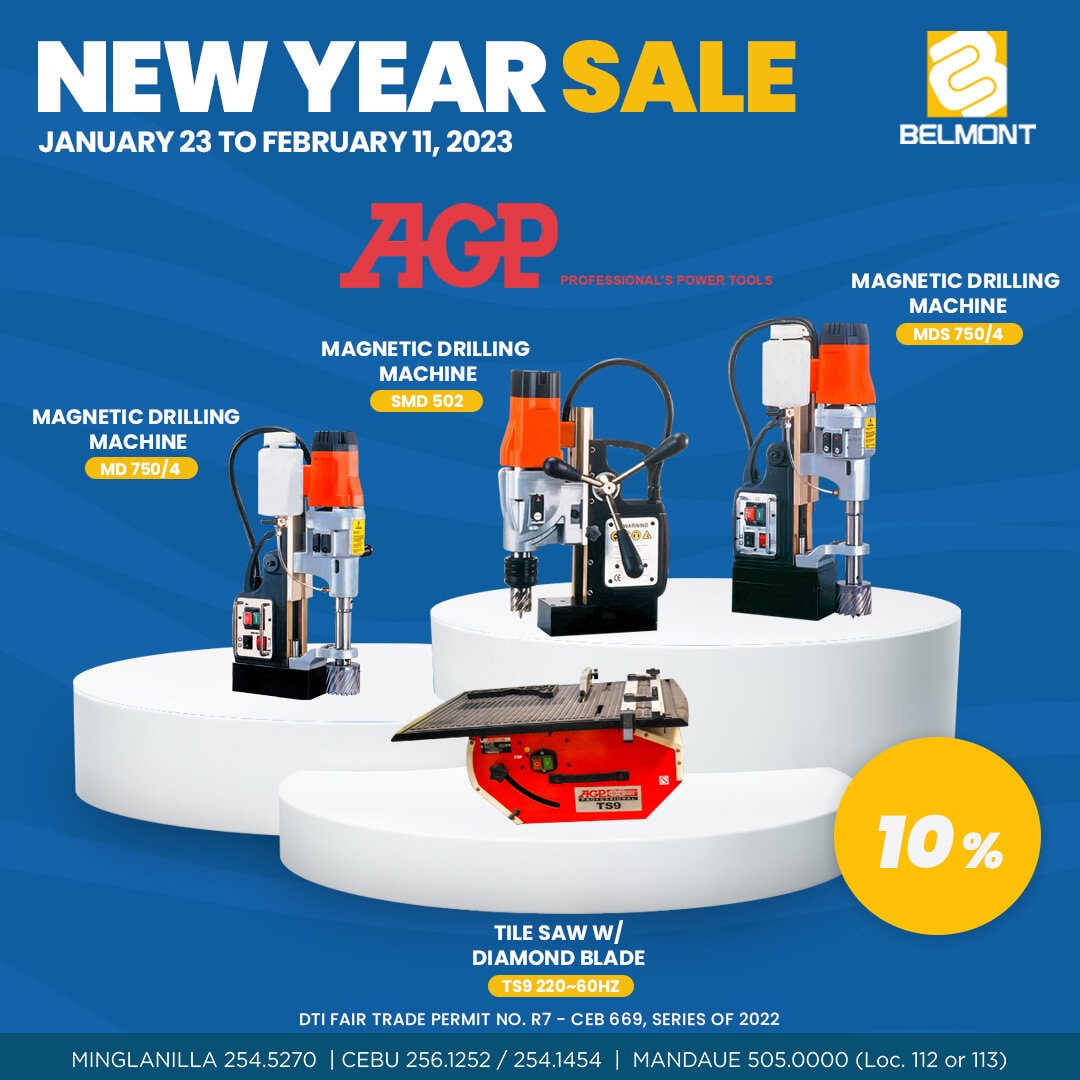 NEW YEAR SALE
JANUARY 23 TO FEBRUARY 11, 2023
BELMONT
AGP
PROFESSIONAL'S POWER TOOLS
MAGNETIC DRILLING
MACHINE
MD 750/4
MAGNETIC DRILLING
MACHINE
SMD 502
MAGNETIC DRILLING
MACHINE
MDS 750/4
WARNING
CE
AGP
PROFESSIONAL
TS9
10 %
TILE SAW W/
DIAMOND BLADE
TS9 220~60HZ
DTI FAIR TRADE PERMIT NO. R7 - CEB 669, SERIES OF 2022
MINGLANILLA 254.5270 | CEBU 256.1252 / 254.1454 | MANDAUE 505.0000 (Loc. 112 or 113)